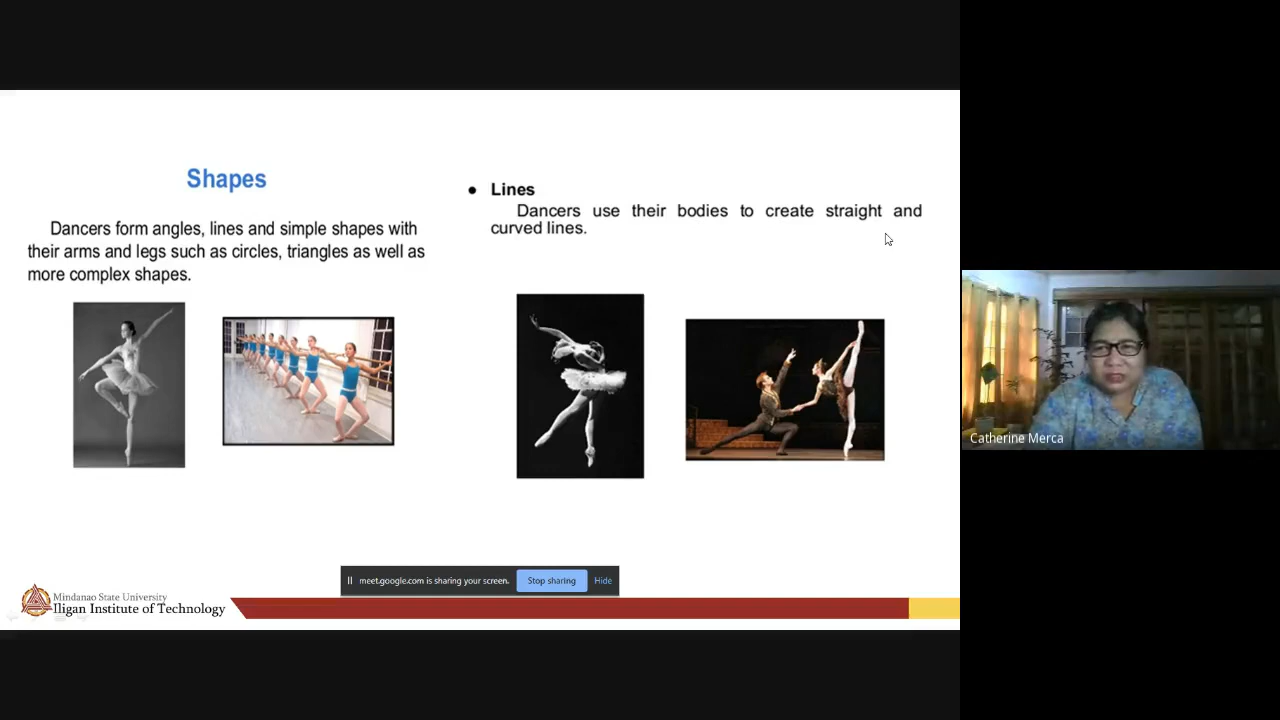 Shapes
Dancers form angles, lines and simple shapes with
their arms and legs such as circles, triangles as well as
more complex shapes.
● Lines
Dancers use their bodies to create straight and
curved lines.
Catherine Merca
meet.google.com is sharing your screen.
Stop sharing
Hide
Mindanao State University
Iligan Institute of Technology